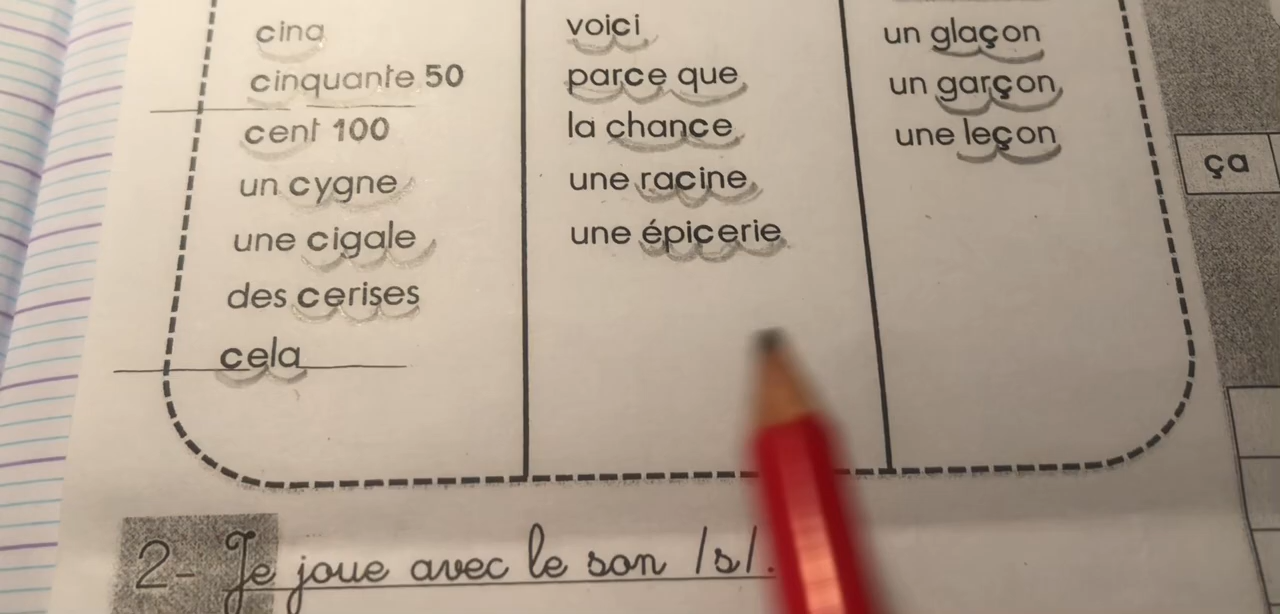 cinq
cinquante 50
cent 100
un cygne
une cigale
des cerises
cela
voici
parce que
la chance
une racine
une épicerie
un glaçon
un garçon
une leçon
ça
2- Je joue avec le son /s/.